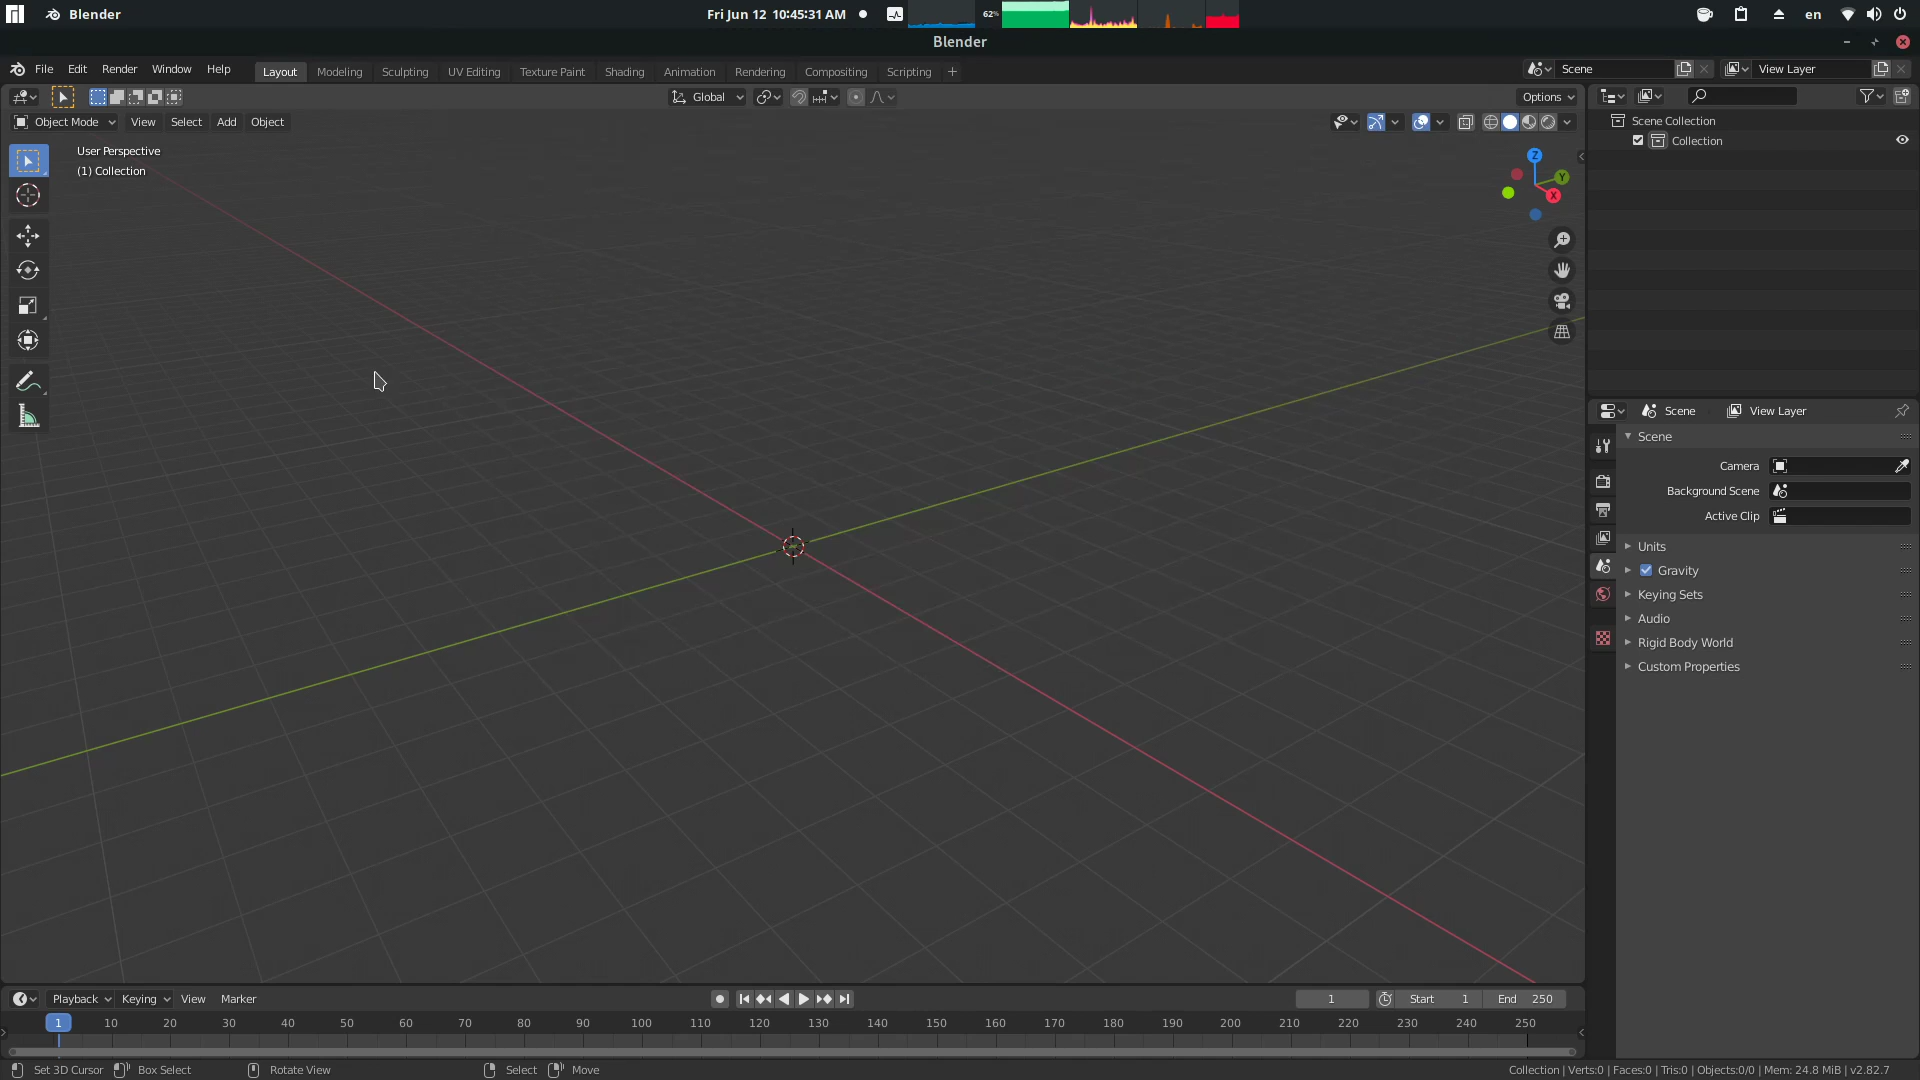 Blender
Fri Jun 12 10:45:31 AM
62%
en
Blender
File Edit Render Window Help
Layout Modeling Sculpting UV Editing Texture Paint Shading Animation Rendering Compositing Scripting +
Scene
View Layer
Global
Options
Object Mode View Select Add Object
User Perspective
(1) Collection
Z
Y
X
Scene Collection
Collection
Scene View Layer
Scene
Camera
Background Scene
Active Clip
Units
Gravity
Keying Sets
Audio
Rigid Body World
Custom Properties
Playback Keying View Marker
1 Start 1 End 250
1 10 20 30 40 50 60 70 80 90 100 110 120 130 140 150 160 170 180 190 200 210 220 230 240 250
Set 3D Cursor Box Select Rotate View Select Move
Collection | Verts:0 | Faces:0 | Tris:0 | Objects:0/0 | Mem: 24.8 MiB | v2.82.7